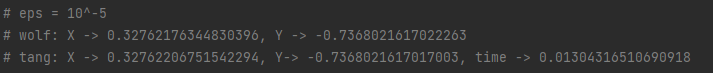 # eps = 10^-5
# wolf: X -> 0.32762176344830396, Y -> -0.7368021617022263
# tang: X -> 0.32762206751542294, Y-> -0.7368021617017003, time -> 0.01304316510690918